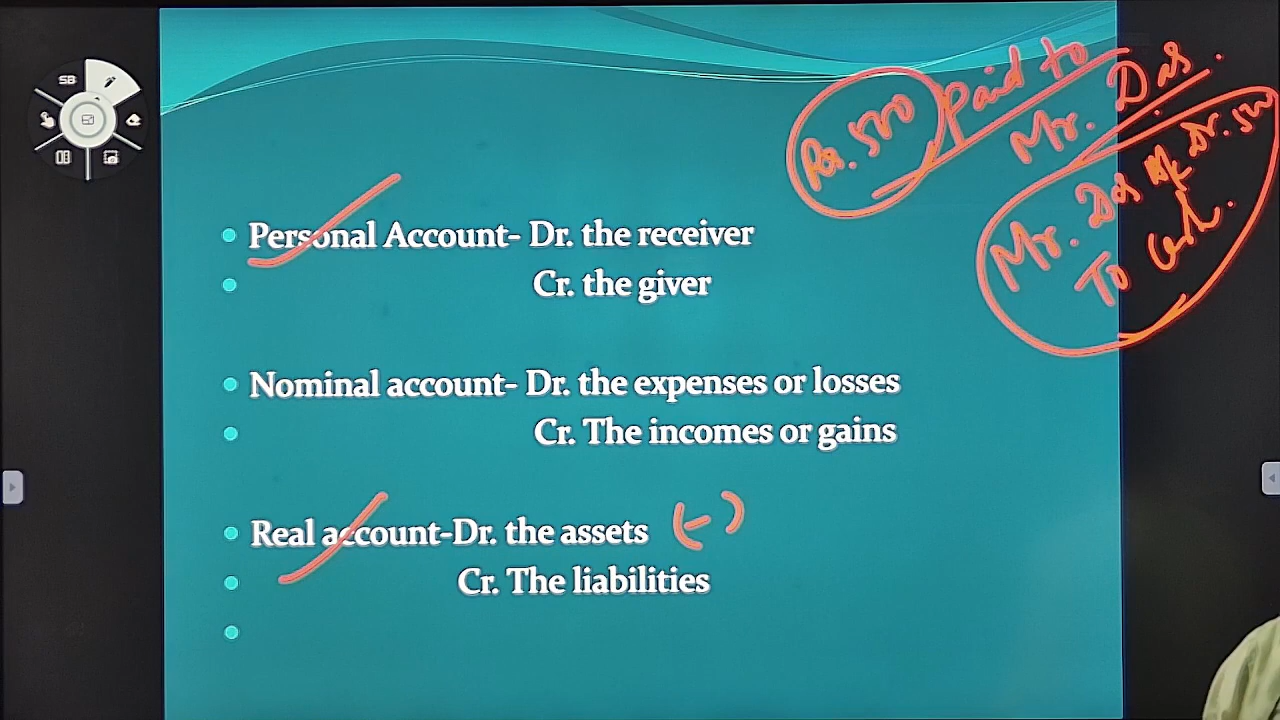 SB
Rs. 500 Paid to
Mr. Das.
Mr. Das A/c Dr. 500
To Cash.
Personal Account- Dr. the receiver
Cr. the giver
Nominal account- Dr. the expenses or losses
Cr. The incomes or gains
Real account-Dr. the assets (-)
Cr. The liabilities